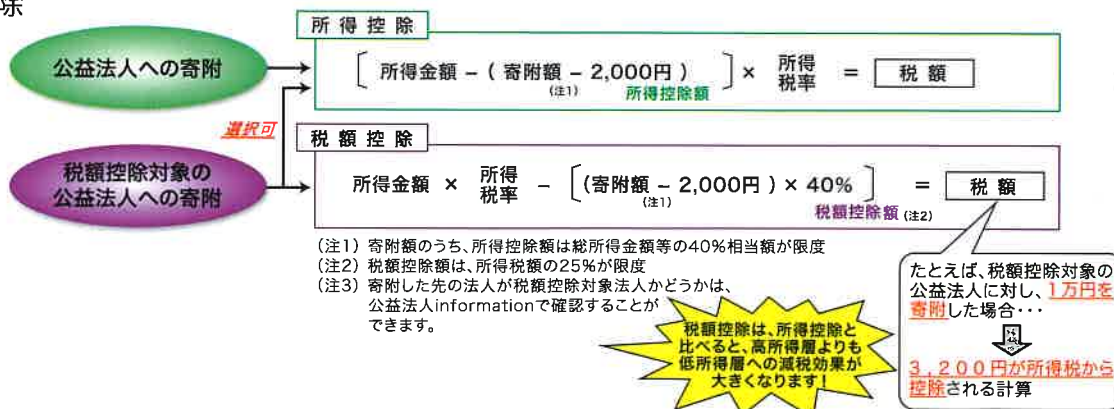 所得控除
公益法人への寄附
[ 所得金額 － ( 寄附額 － 2,000円 ) ] × 所得税率 ＝ 税額
(注1) 所得控除額
選択可
税額控除
税額控除対象の
公益法人への寄附
所得金額 × 所得税率 － [ (寄附額 － 2,000円 ) × 40% ] ＝ 税額
(注1) 税額控除額 (注2)
(注1) 寄附額のうち、所得控除額は総所得金額等の40%相当額が限度
(注2) 税額控除額は、所得税額の25%が限度
(注3) 寄附した先の法人が税額控除対象法人かどうかは、
公益法人informationで確認することが
できます。
税額控除は、所得控除と
比べると、高所得層よりも
低所得層への減税効果が
大きくなります！
たとえば、税額控除対象の
公益法人に対し、1万円を
寄附した場合･･･
3,200円が所得税から
控除される計算